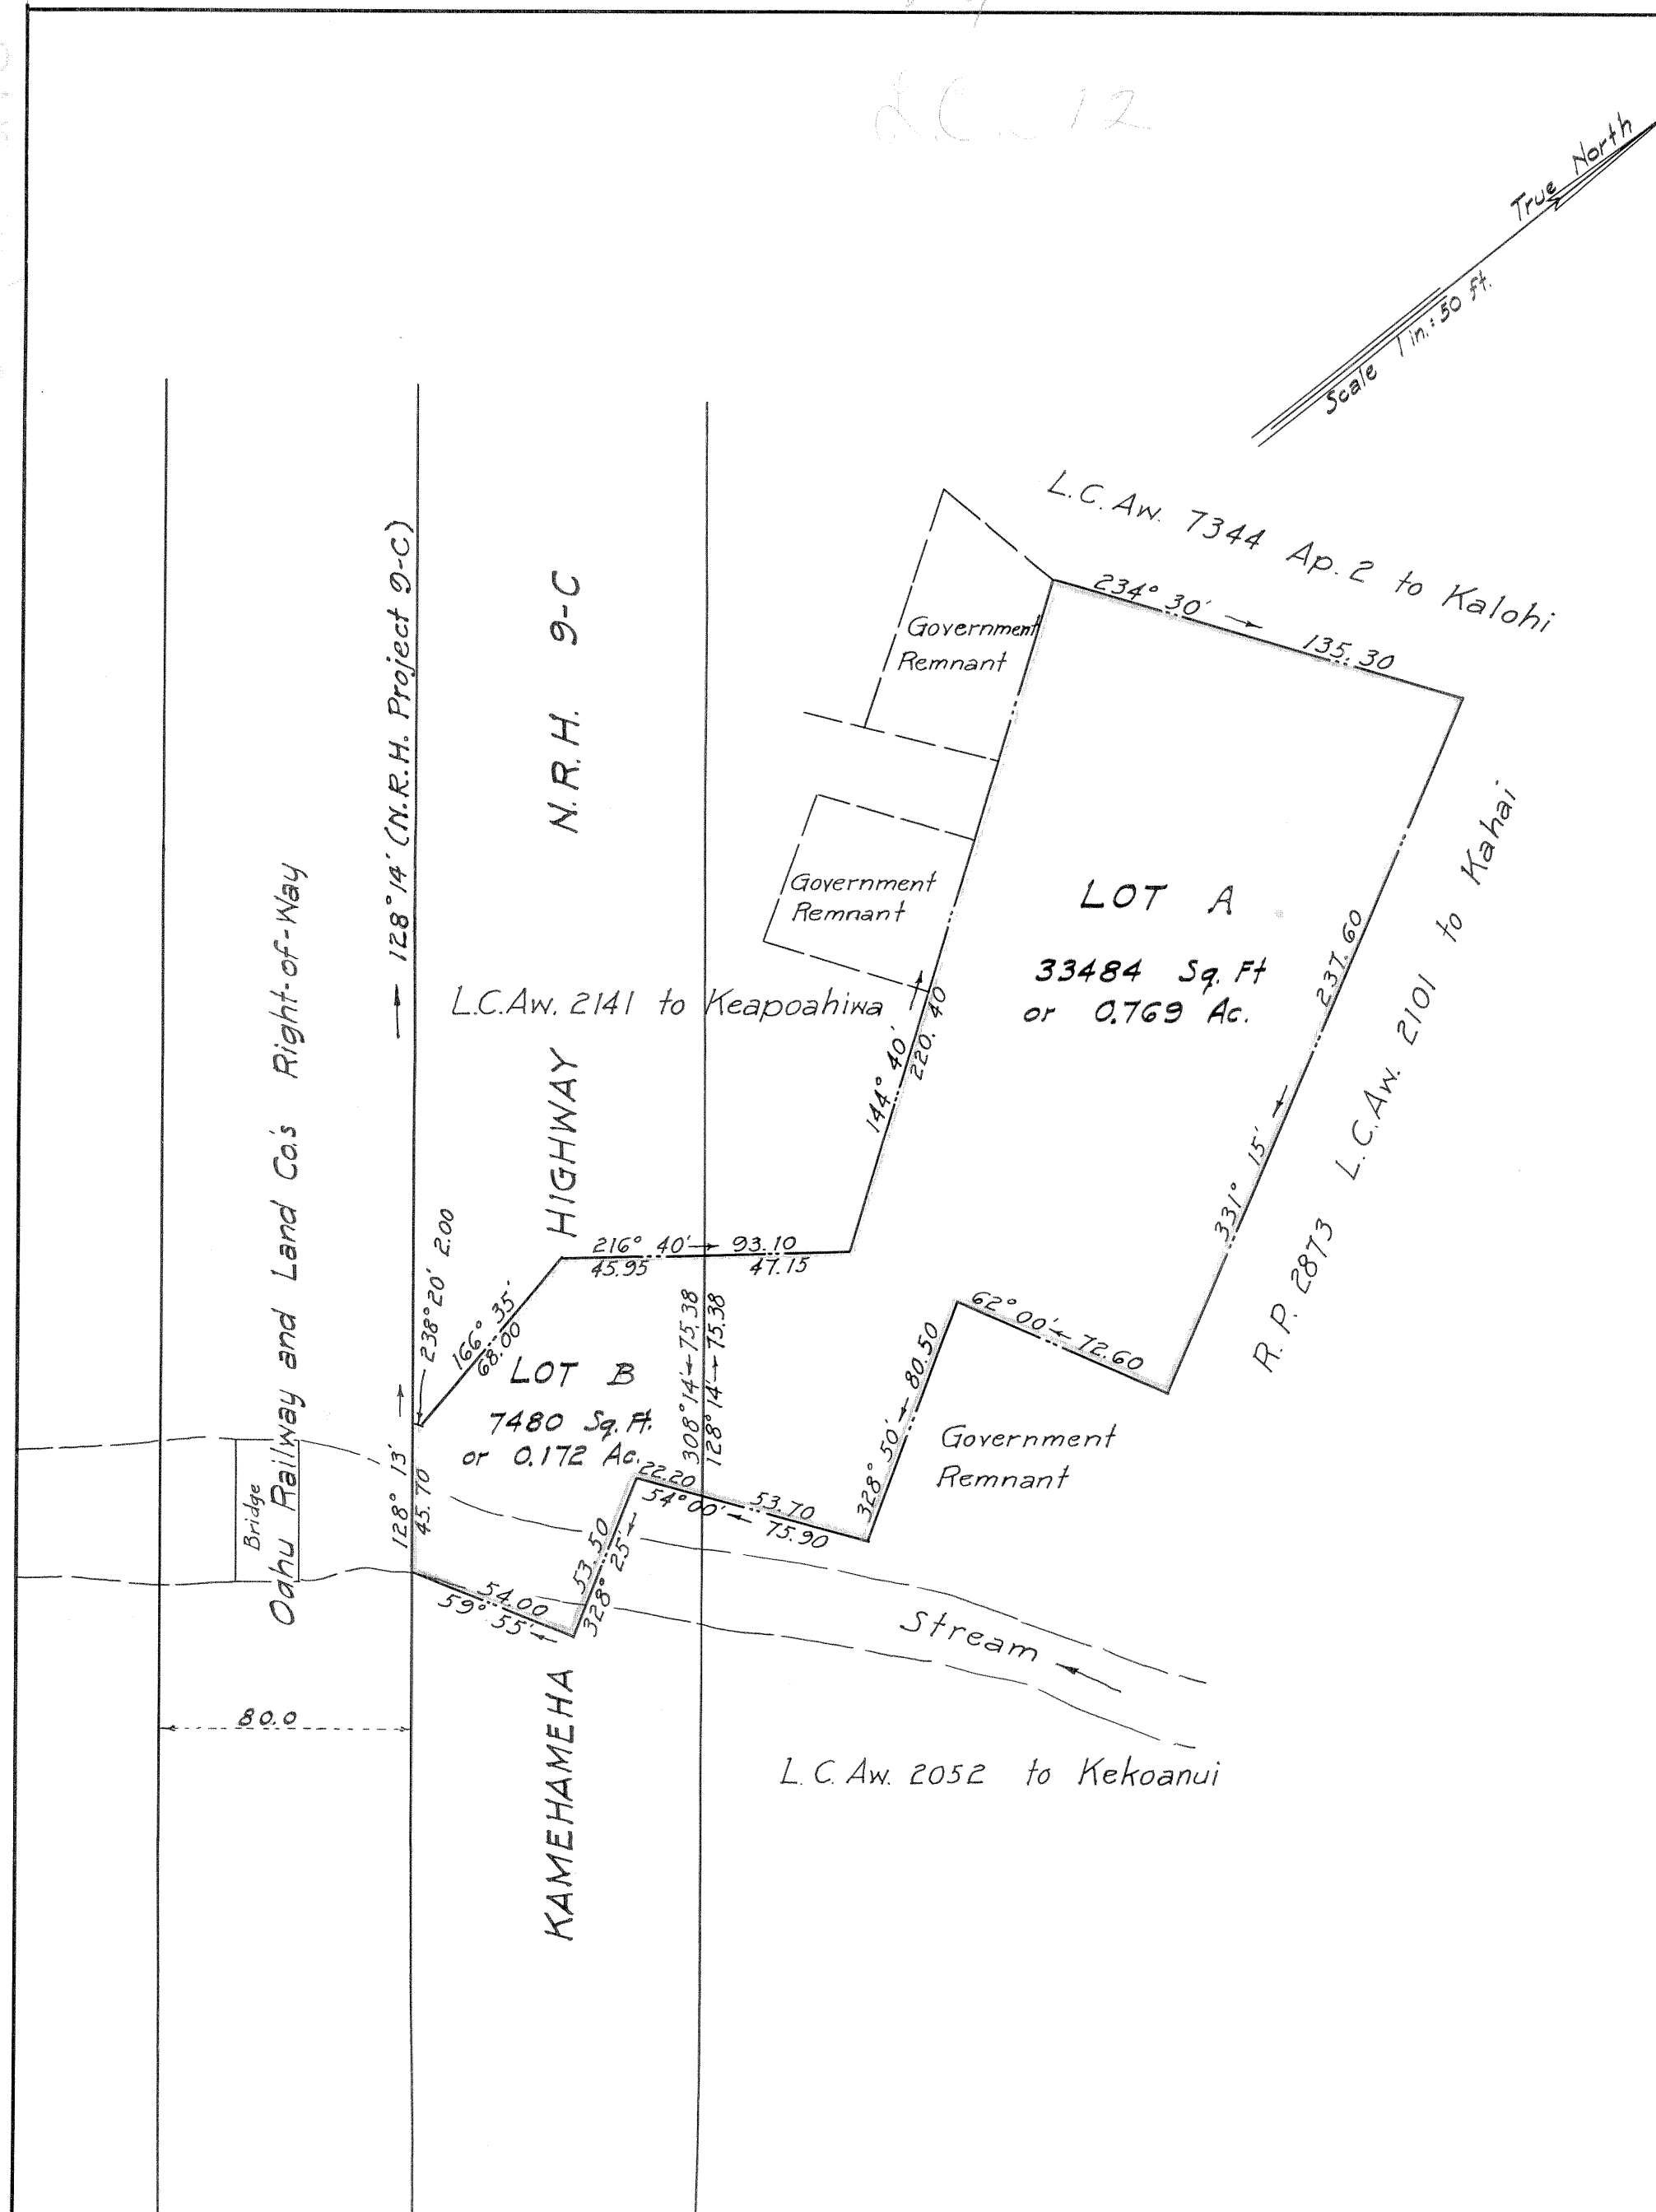 L.C. 12
True North
Scale 1 in.:50 ft.
L.C.Aw. 7344 Ap.2 to Kalohi
234° 30' → 135.30
Government
Remnant
128° 14' (N.R.H. Project 9-C)
N.R.H. 9-C
Government
Remnant
LOT A
33484 Sq. Ft
or 0.769 Ac.
237.60
331° 15'
R.P. 2873 L.C.Aw. 2101 to Kahai
L.C.Aw. 2141 to Keapoahiwa
144° 40'
220.40
Oahu Railway and Land Co.'s Right-of-Way
KAMEHAMEHA HIGHWAY
216° 40' → 93.10
45.95 47.15
238° 20' 2.00
166° 35'
68.00
LOT B
7480 Sq. Ft.
or 0.172 Ac.
308° 14' 75.38
128° 14' 75.38
62° 00' 72.60
328° 50' 80.50
Government
Remnant
22.20 53.70
54° 00' 75.90
128° 13'
45.70
Bridge
53.50
328° 25'
54.00
59° 55'
Stream
80.0
L.C.Aw. 2052 to Kekoanui